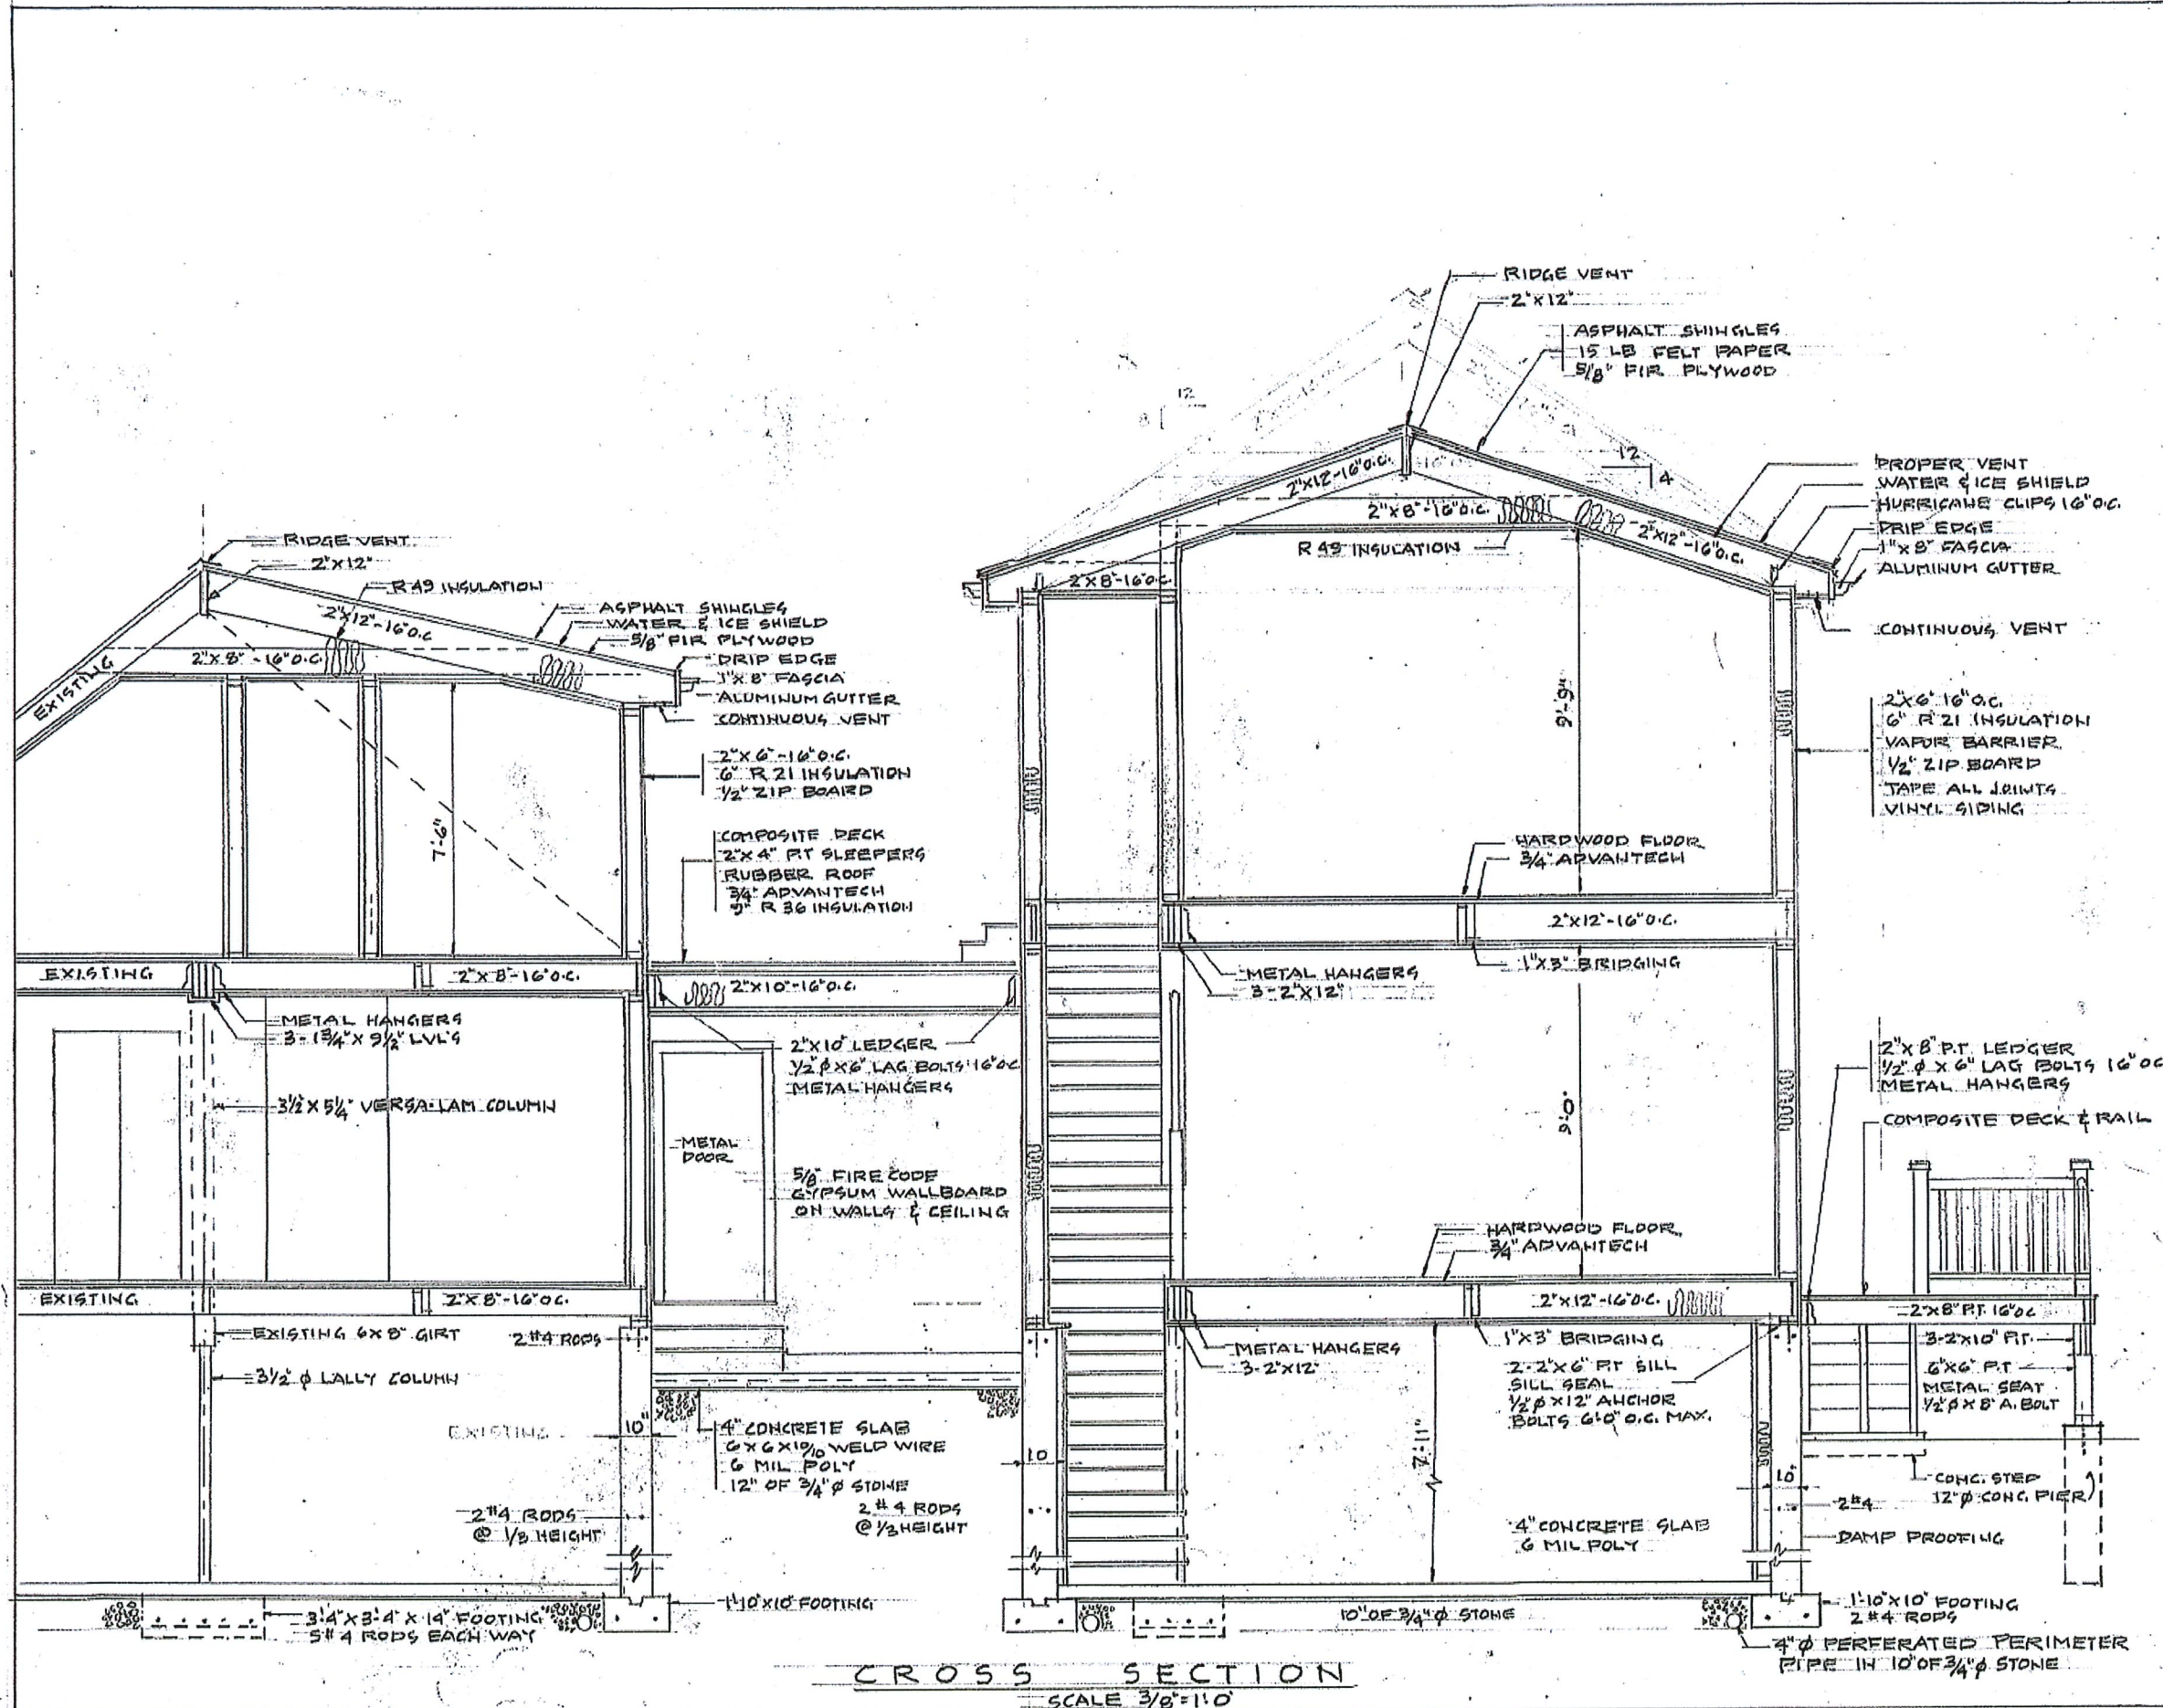 RIDGE VENT
2"X12"
ASPHALT SHINGLES
15 LB FELT PAPER
5/8" FIR PLYWOOD
12
8
12
4
2"X12"-16"O.C.
2"X8"-16"O.C.
R 49 INSULATION
2"X12"-16"O.C.
2"X8"-16"O.C.
PROPER VENT
WATER & ICE SHIELD
HURRICANE CLIPS 16"O.C.
DRIP EDGE
1"X8" FASCIA
ALUMINUM GUTTER
CONTINUOUS VENT
RIDGE VENT
2"X12"
R 49 INSULATION
2"X12"-16"O.C
2"X8"-16"O.C.
EXISTING
ASPHALT SHINGLES
WATER & ICE SHIELD
5/8" FIR PLYWOOD
DRIP EDGE
1"X8" FASCIA
ALUMINUM GUTTER
CONTINUOUS VENT
2"X6"-16"O.C.
6" R 21 INSULATION
1/2" ZIP BOARD
7'-6"
COMPOSITE DECK
2"X4" P.T SLEEPERS
RUBBER ROOF
3/4" ADVANTECH
9" R 36 INSULATION
9'-9"
2"X6" 16"O.C.
6" R 21 INSULATION
VAPOR BARRIER
1/2" ZIP BOARD
TAPE ALL JOINTS
VINYL SIDING
HARDWOOD FLOOR
3/4" ADVANTECH
2"X12"-16"O.C.
1"X3" BRIDGING
METAL HANGERS
3-2"X12"
EXISTING
2"X8"-16"O.C.
2"X10"-16"O.C.
METAL HANGERS
3-1 3/4" X 9 1/2" LVL'S
3 1/2 X 5 1/4" VERSA-LAM COLUMN
2"X10" LEDGER
1/2"φX6" LAG BOLTS 16"OC
METAL HANGERS
METAL
DOOR
5/8" FIRE CODE
GYPSUM WALLBOARD
ON WALLS & CEILING
9'-0"
2"X8" P.T. LEDGER
1/2" φ X 6" LAG BOLTS 16"OC
METAL HANGERS
COMPOSITE DECK & RAIL
HARDWOOD FLOOR
3/4" ADVANTECH
2"X12"-16"O.C.
EXISTING
2"X8"-16"OC.
2"X8" P.T. 16"OC
EXISTING 6X8" GIRT
2 #4 RODS
3 1/2" φ LALLY COLUMN
METAL HANGERS
3-2"X12"
1"X3" BRIDGING
2-2"X6" P.T SILL
SILL SEAL
1/2"φX12" ANCHOR
BOLTS 6'0" O.C. MAX.
3-2X10" P.T.
6"X6" P.T
METAL SEAT
1/2"φX8" A. BOLT
EXISTING
10"
4" CONCRETE SLAB
6X6X10/10 WELD WIRE
6 MIL POLY
12" OF 3/4"φ STONE
10
7'-11"
10"
CONC. STEP
12"φ CONC. PIER
2 #4 RODS
@ 1/3 HEIGHT
2 #4 RODS
@ 1/3 HEIGHT
4" CONCRETE SLAB
6 MIL POLY
2#4
DAMP PROOFING
1'-10"X10" FOOTING
3'-4"X3'-4"X14" FOOTING
5 #4 RODS EACH WAY
10" OF 3/4"φ STONE
1'-10"X10" FOOTING
2 #4 RODS
4"φ PERFERATED PERIMETER
PIPE IN 10"OF 3/4"φ STONE
CROSS SECTION
SCALE 3/8"=1'0"